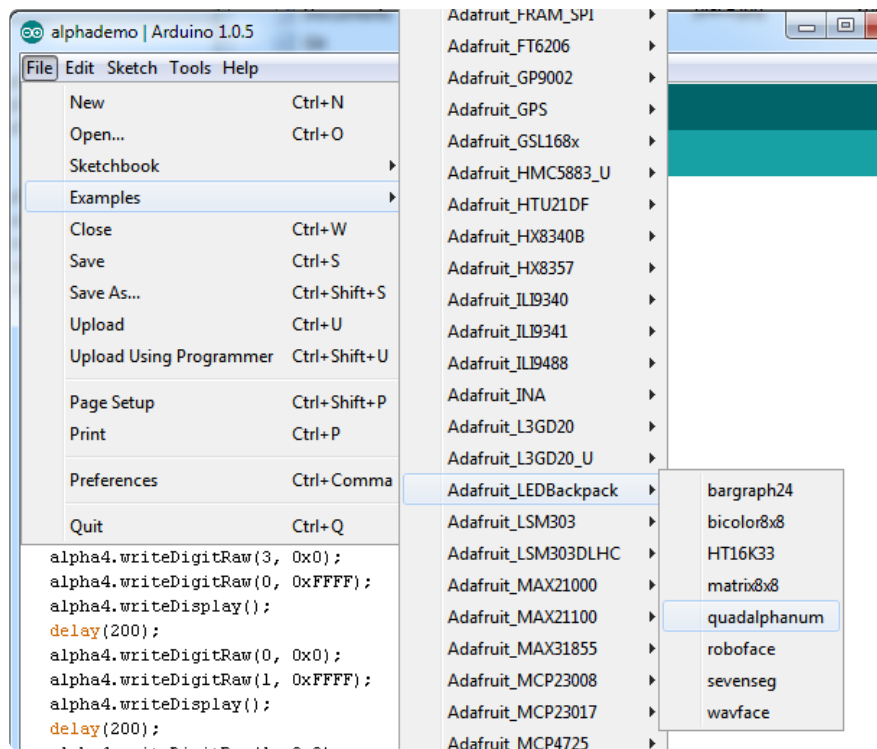 alphademo | Arduino 1.0.5
File Edit Sketch Tools Help
New Ctrl+N
Open... Ctrl+O
Sketchbook
Examples
Close Ctrl+W
Save Ctrl+S
Save As... Ctrl+Shift+S
Upload Ctrl+U
Upload Using Programmer Ctrl+Shift+U
Page Setup Ctrl+Shift+P
Print Ctrl+P
Preferences Ctrl+Comma
Quit Ctrl+Q
Adafruit_FRAM_SPI
Adafruit_FT6206
Adafruit_GP9002
Adafruit_GPS
Adafruit_GSL168x
Adafruit_HMC5883_U
Adafruit_HTU21DF
Adafruit_HX8340B
Adafruit_HX8357
Adafruit_ILI9340
Adafruit_ILI9341
Adafruit_ILI9488
Adafruit_INA
Adafruit_L3GD20
Adafruit_L3GD20_U
Adafruit_LEDBackpack
Adafruit_LSM303
Adafruit_LSM303DLHC
Adafruit_MAX21000
Adafruit_MAX21100
Adafruit_MAX31855
Adafruit_MCP23008
Adafruit_MCP23017
Adafruit_MCP4725
bargraph24
bicolor8x8
HT16K33
matrix8x8
quadalphanum
roboface
sevenseg
wavface
alpha4.writeDigitRaw(3, 0x0);
alpha4.writeDigitRaw(0, 0xFFFF);
alpha4.writeDisplay();
delay(200);
alpha4.writeDigitRaw(0, 0x0);
alpha4.writeDigitRaw(1, 0xFFFF);
alpha4.writeDisplay();
delay(200);